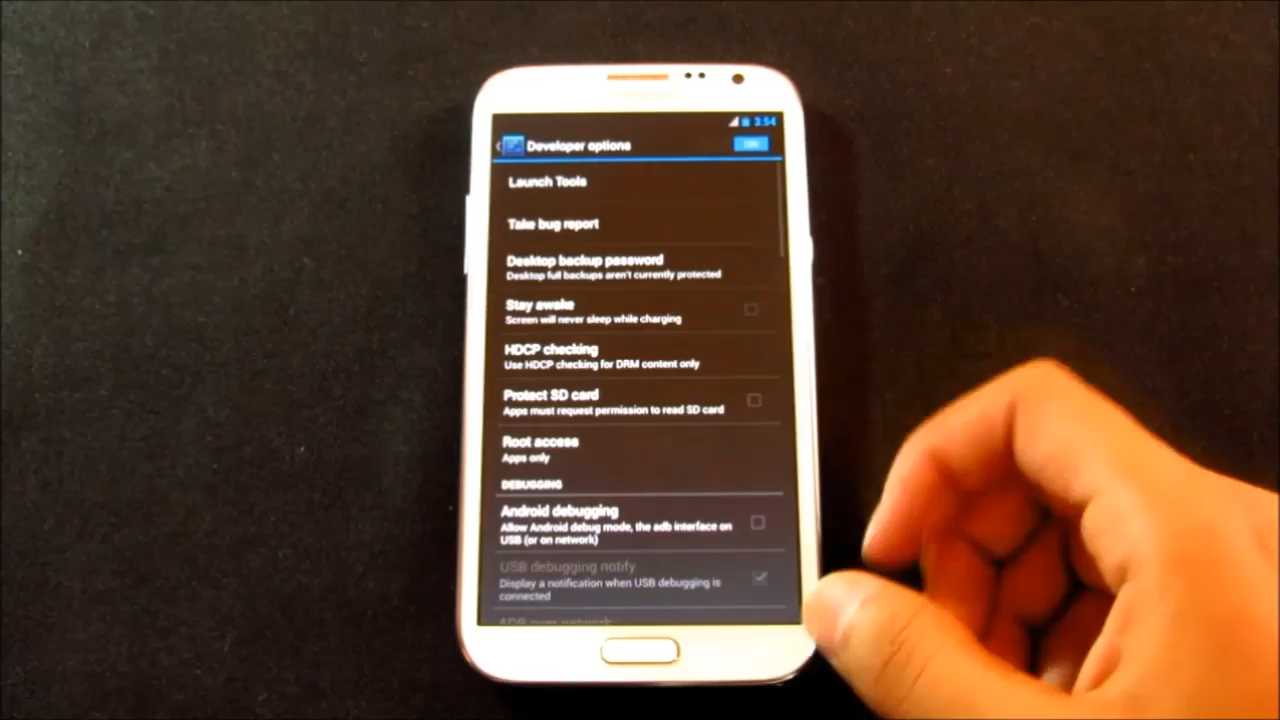 3:54
Developer options
Launch Tools
Take bug report
Desktop backup password
Desktop full backups aren't currently protected
Stay awake
Screen will never sleep while charging
HDCP checking
Use HDCP checking for DRM content only
Protect SD card
Apps must request permission to read SD card
Root access
Apps only
DEBUGGING
Android debugging
Allow Android debug mode, the adb interface on
USB (or on network)
USB debugging notify
Display a notification when USB debugging is
connected
ADB over network